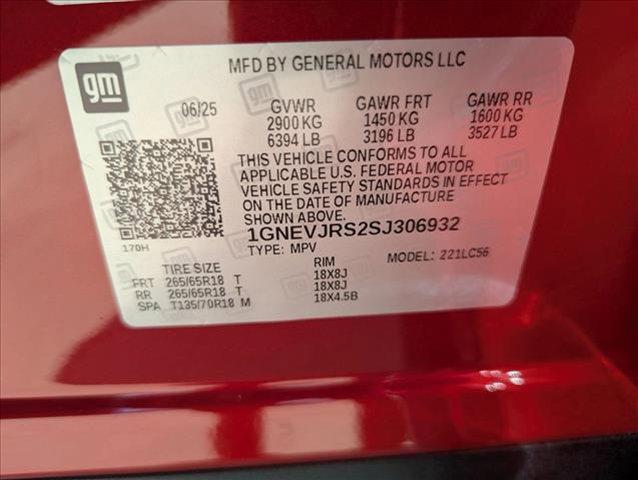 gm
MFD BY GENERAL MOTORS LLC
06/25 GVWR GAWR FRT GAWR RR
2900 KG 1450 KG 1600 KG
6394 LB 3196 LB 3527 LB
THIS VEHICLE CONFORMS TO ALL
APPLICABLE U.S. FEDERAL MOTOR
VEHICLE SAFETY STANDARDS IN EFFECT
ON THE DATE OF MANUFACTURE
SHOWN ABOVE.
170H 1GNEVJRS2SJ306932
TYPE: MPV MODEL: 221LC56
TIRE SIZE RIM
FRT 265/65R18 T 18X8J
RR 265/65R18 T 18X8J
SPA T135/70R18 M 18X4.5B